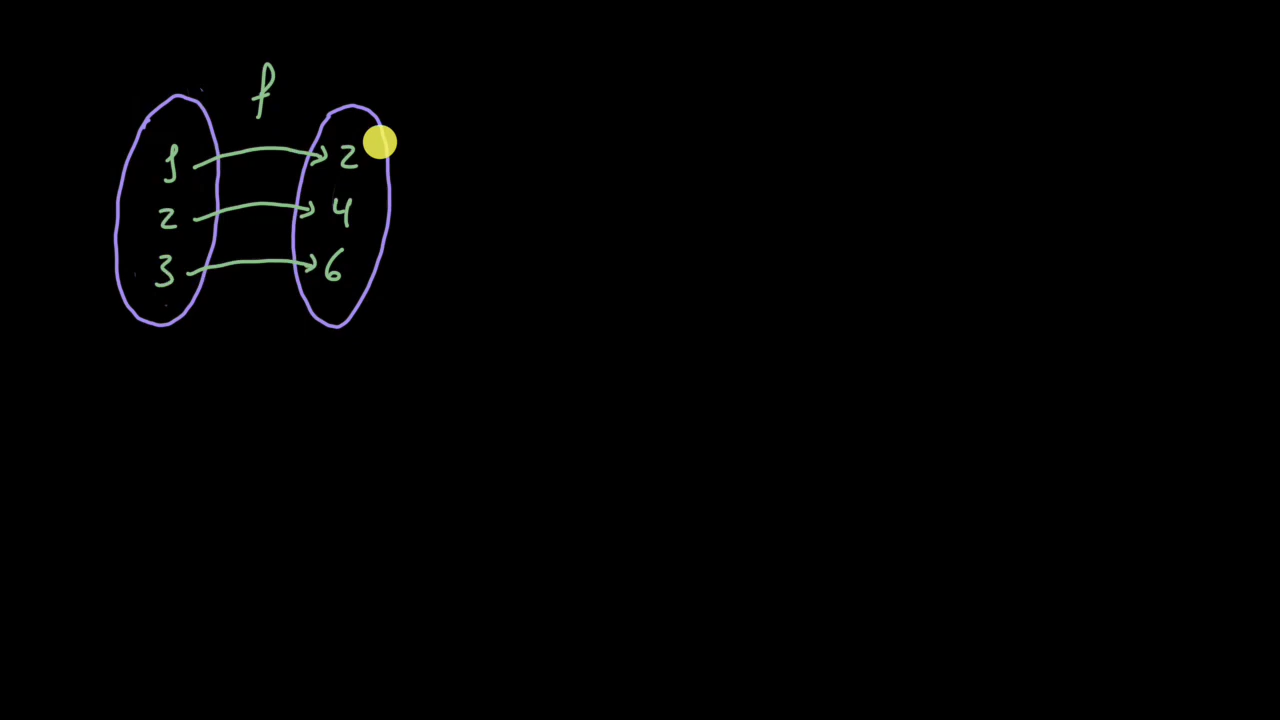 f
1 → 2
2 → 4
3 → 6